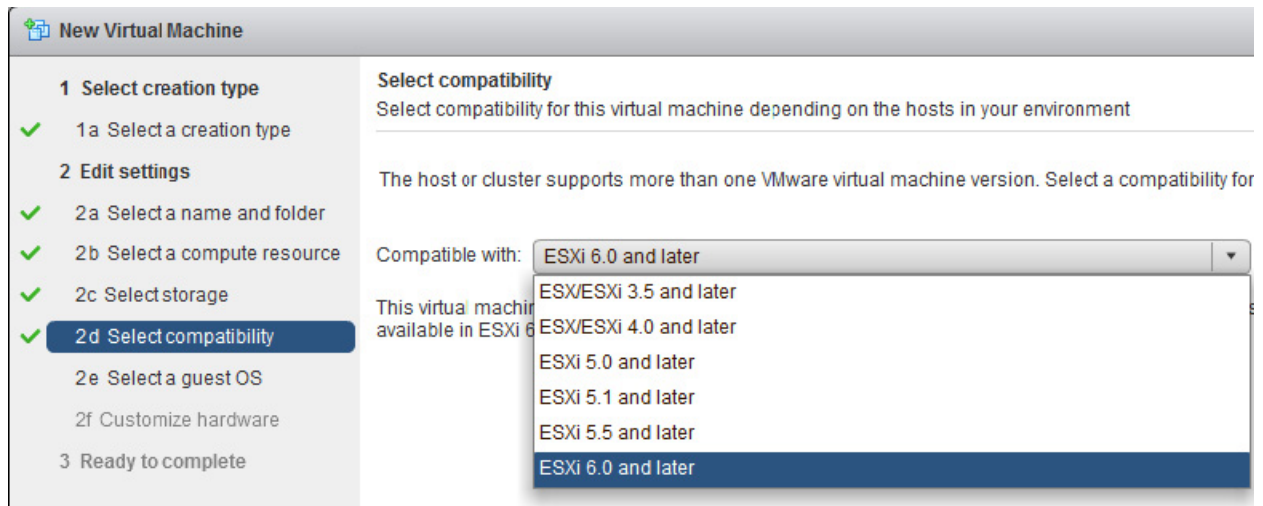 New Virtual Machine
1 Select creation type
1a Select a creation type
2 Edit settings
2a Select a name and folder
2b Select a compute resource
2c Select storage
2d Select compatibility
2e Select a guest OS
2f Customize hardware
3 Ready to complete
Select compatibility
Select compatibility for this virtual machine depending on the hosts in your environment
The host or cluster supports more than one VMware virtual machine version. Select a compatibility for
Compatible with: ESXi 6.0 and later
ESX/ESXi 3.5 and later
ESX/ESXi 4.0 and later
ESXi 5.0 and later
ESXi 5.1 and later
ESXi 5.5 and later
ESXi 6.0 and later
This virtual
available in ESXi